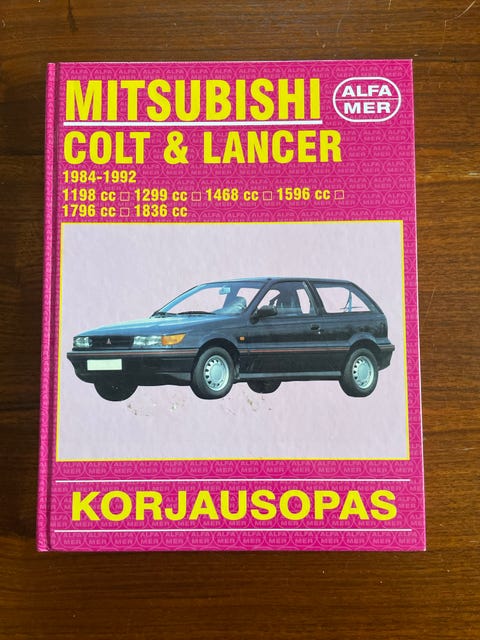 MITSUBISHI
ALFA
MER
COLT & LANCER
1984-1992
1198 cc □ 1299 cc □ 1468 cc □ 1596 cc □
1796 cc □ 1836 cc
KORJAUSOPAS